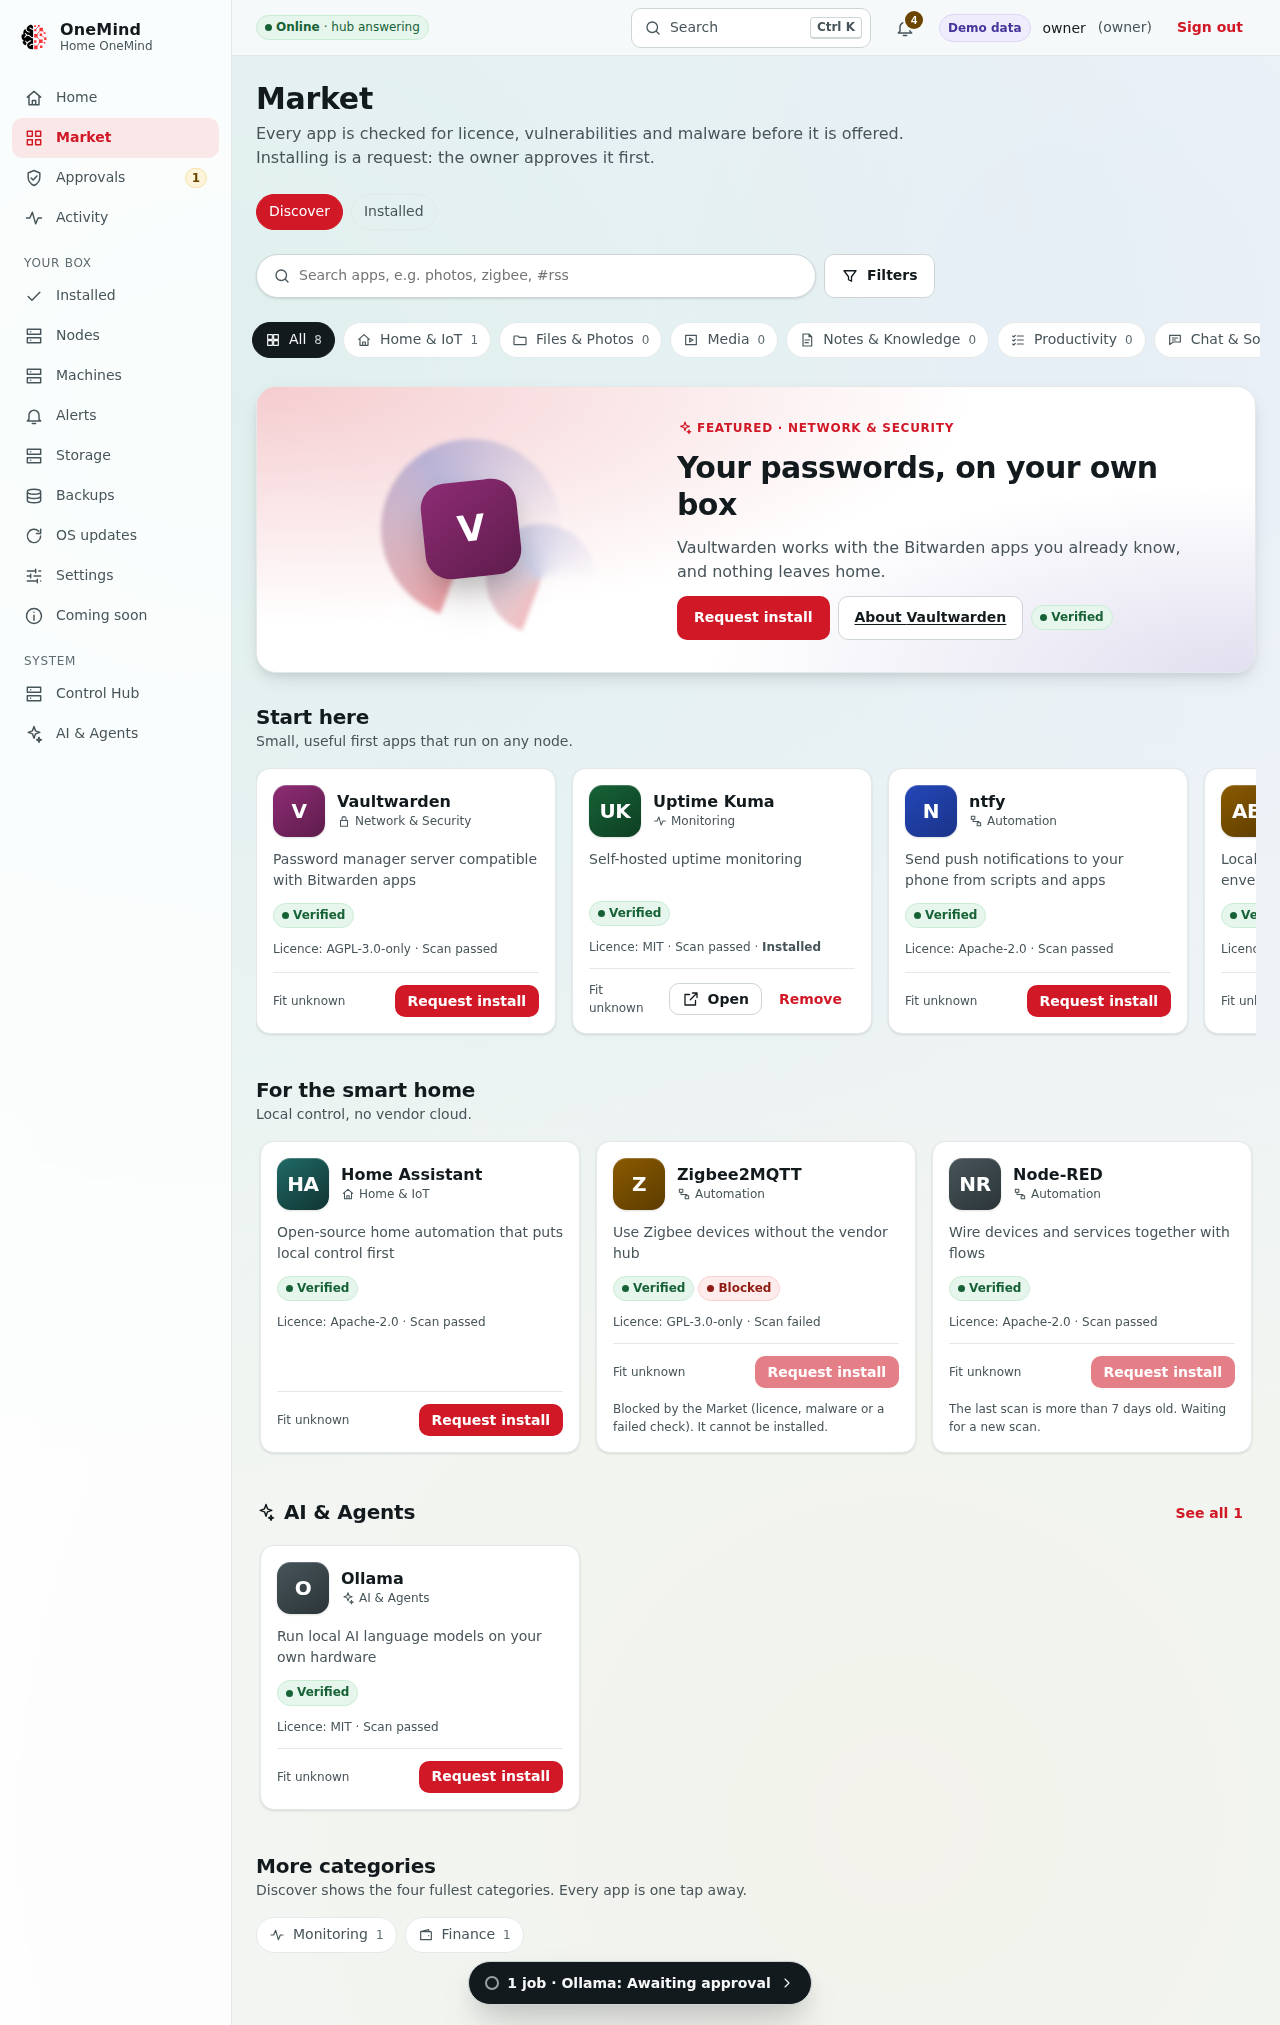 OneMind
Home OneMind
Home
Market
Approvals 1
Activity
YOUR BOX
Installed
Nodes
Machines
Alerts
Storage
Backups
OS updates
Settings
Coming soon
SYSTEM
Control Hub
AI & Agents
Online · hub answering
Search Ctrl K
4
Demo data
owner (owner)
Sign out
Market
Every app is checked for licence, vulnerabilities and malware before it is offered.
Installing is a request: the owner approves it first.
Discover Installed
Search apps, e.g. photos, zigbee, #rss
Filters
All 8 Home & IoT 1 Files & Photos 0 Media 0 Notes & Knowledge 0 Productivity 0 Chat & So
V
FEATURED · NETWORK & SECURITY
Your passwords, on your own
box
Vaultwarden works with the Bitwarden apps you already know,
and nothing leaves home.
Request install About Vaultwarden Verified
Start here
Small, useful first apps that run on any node.
V
Vaultwarden
Network & Security
Password manager server compatible
with Bitwarden apps
Verified
Licence: AGPL-3.0-only · Scan passed
Fit unknown Request install
UK
Uptime Kuma
Monitoring
Self-hosted uptime monitoring
Verified
Licence: MIT · Scan passed · Installed
Fit
unknown
Open Remove
N
ntfy
Automation
Send push notifications to your
phone from scripts and apps
Verified
Licence: Apache-2.0 · Scan passed
Fit unknown Request install
AB
Local
enve
Ve
Licenc
Fit unk
For the smart home
Local control, no vendor cloud.
HA
Home Assistant
Home & IoT
Open-source home automation that puts
local control first
Verified
Licence: Apache-2.0 · Scan passed
Fit unknown Request install
Z
Zigbee2MQTT
Automation
Use Zigbee devices without the vendor
hub
Verified Blocked
Licence: GPL-3.0-only · Scan failed
Fit unknown Request install
Blocked by the Market (licence, malware or a
failed check). It cannot be installed.
NR
Node-RED
Automation
Wire devices and services together with
flows
Verified
Licence: Apache-2.0 · Scan passed
Fit unknown Request install
The last scan is more than 7 days old. Waiting
for a new scan.
AI & Agents
See all 1
O
Ollama
AI & Agents
Run local AI language models on your
own hardware
Verified
Licence: MIT · Scan passed
Fit unknown Request install
More categories
Discover shows the four fullest categories. Every app is one tap away.
Monitoring 1 Finance 1
1 job · Ollama: Awaiting approval